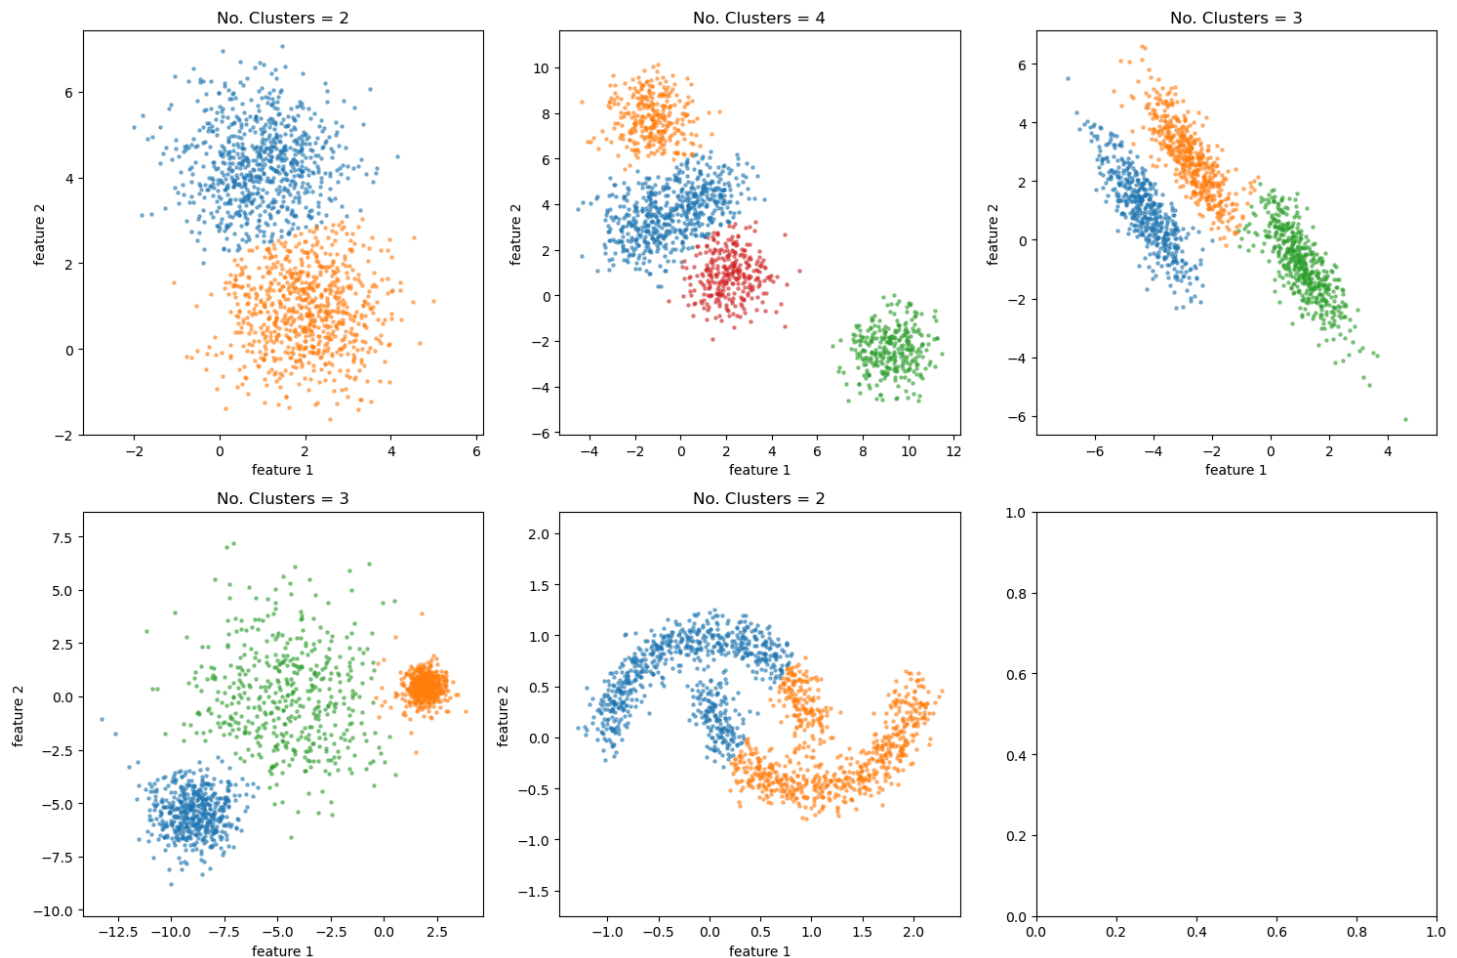 No. Clusters = 2
6
4
2
0
−2
feature 2
−2 0 2 4 6
feature 1
No. Clusters = 4
10
8
6
4
2
0
−2
−4
−6
feature 2
−4 −2 0 2 4 6 8 10 12
feature 1
No. Clusters = 3
6
4
2
0
−2
−4
−6
feature 2
−6 −4 −2 0 2 4
feature 1
No. Clusters = 3
7.5
5.0
2.5
0.0
−2.5
−5.0
−7.5
−10.0
feature 2
−12.5 −10.0 −7.5 −5.0 −2.5 0.0 2.5
feature 1
No. Clusters = 2
2.0
1.5
1.0
0.5
0.0
−0.5
−1.0
−1.5
feature 2
−1.0 −0.5 0.0 0.5 1.0 1.5 2.0
feature 1
1.0
0.8
0.6
0.4
0.2
0.0
0.0 0.2 0.4 0.6 0.8 1.0